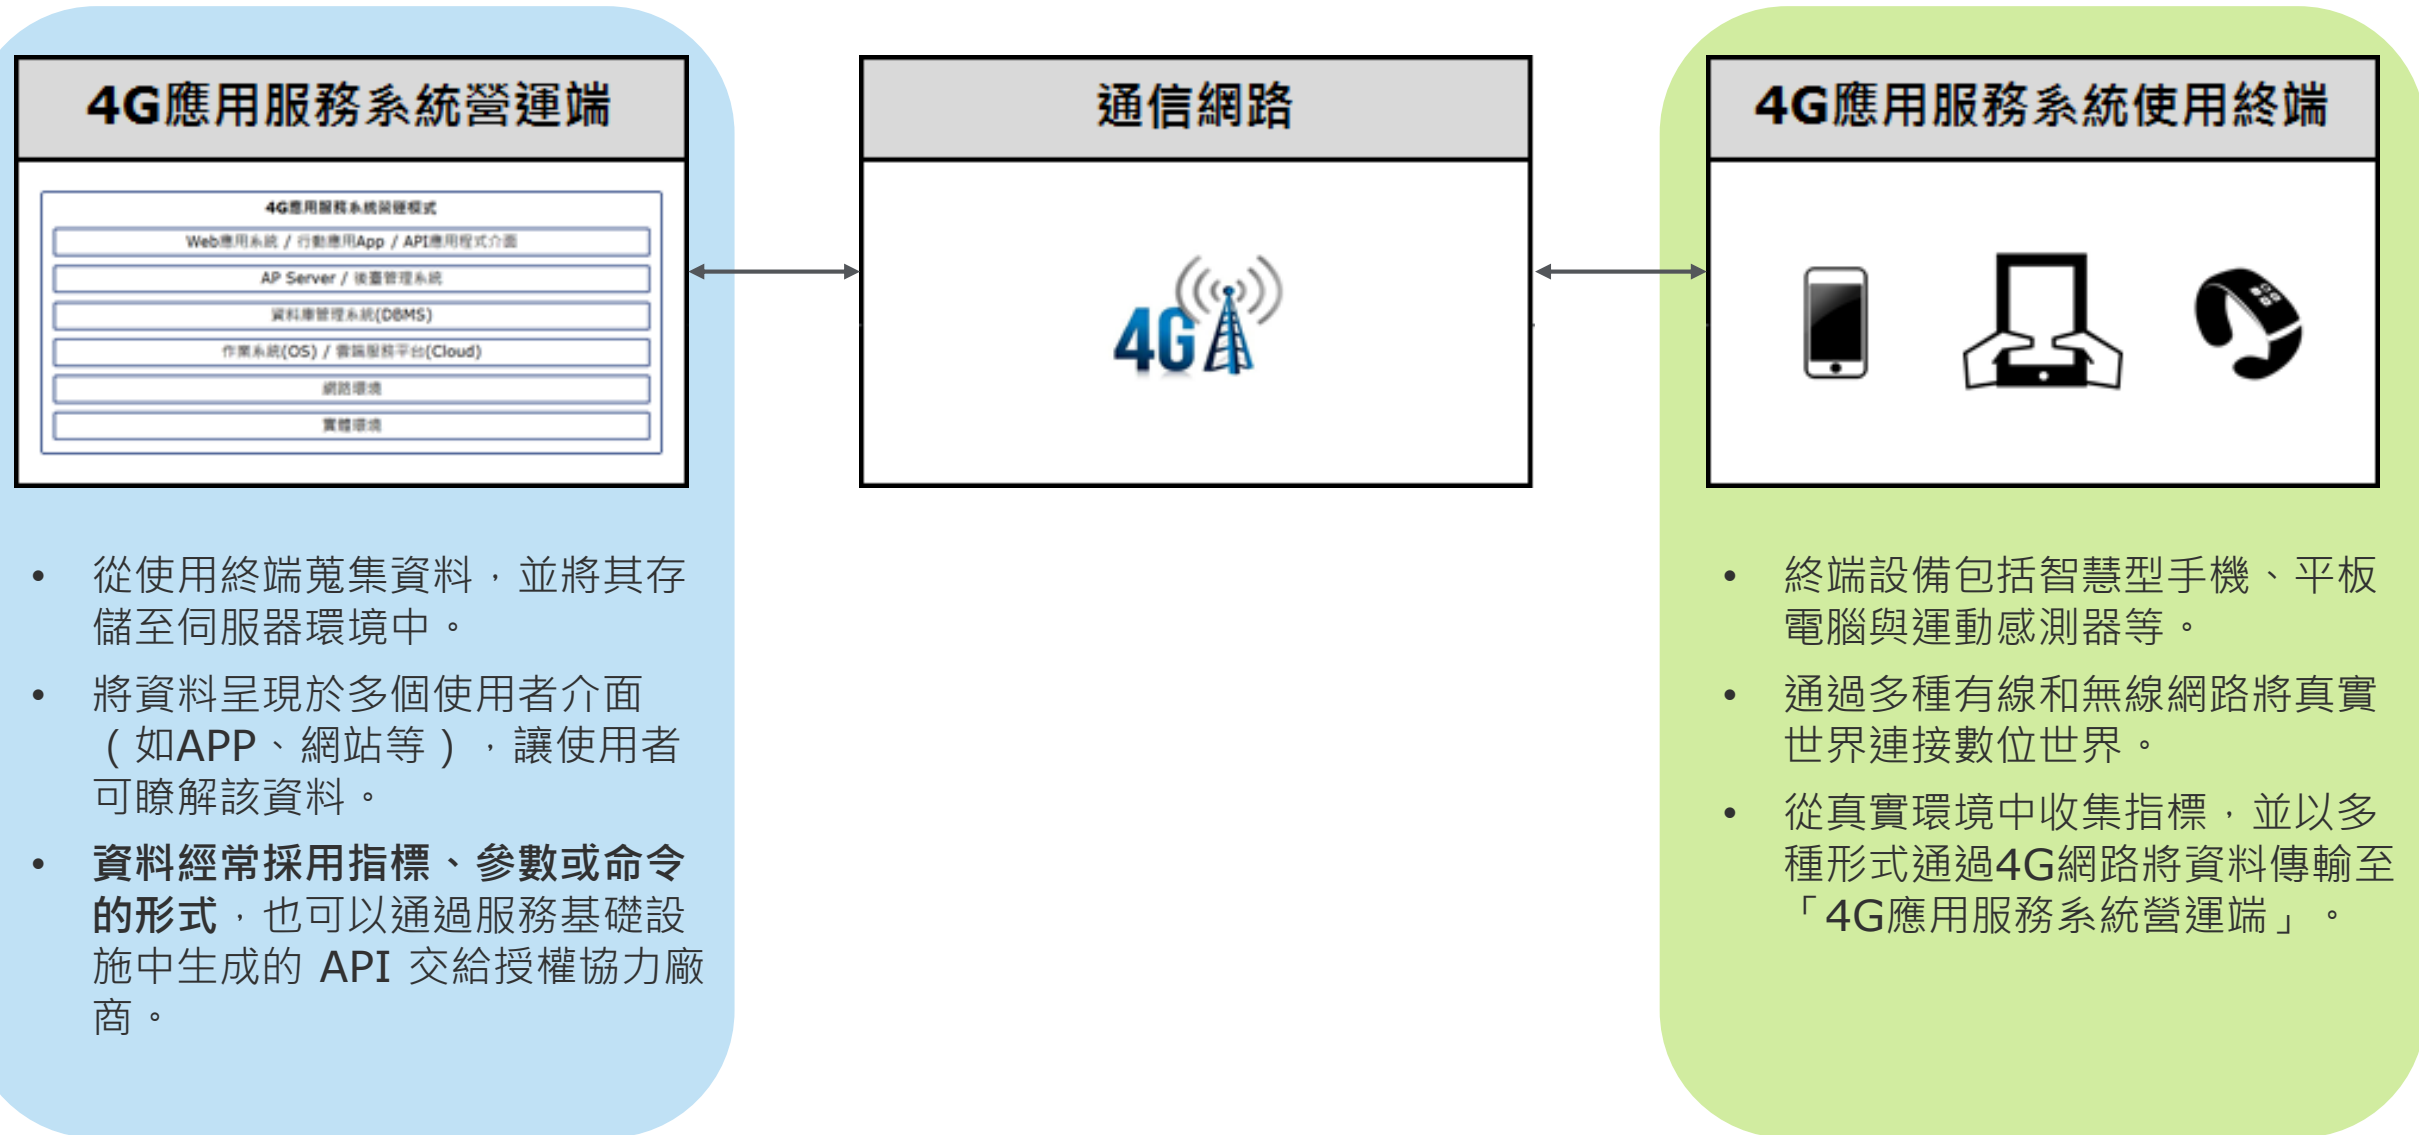 4G應用服務系統營運端
4G應用服務系統營運模式
Web應用系統 / 行動應用App / API應用程式介面
AP Server / 後臺管理系統
資料庫管理系統(DBMS)
作業系統(OS) / 雲端服務平台(Cloud)
網路環境
實體環境
• 從使用終端蒐集資料，並將其存
儲至伺服器環境中。
• 將資料呈現於多個使用者介面
（如APP、網站等），讓使用者
可瞭解該資料。
• 資料經常採用指標、參數或命令
的形式，也可以通過服務基礎設
施中生成的 API 交給授權協力廠
商。
通信網路
4G
4G應用服務系統使用終端
• 終端設備包括智慧型手機、平板
電腦與運動感測器等。
• 通過多種有線和無線網路將真實
世界連接數位世界。
• 從真實環境中收集指標，並以多
種形式通過4G網路將資料傳輸至
「4G應用服務系統營運端」。